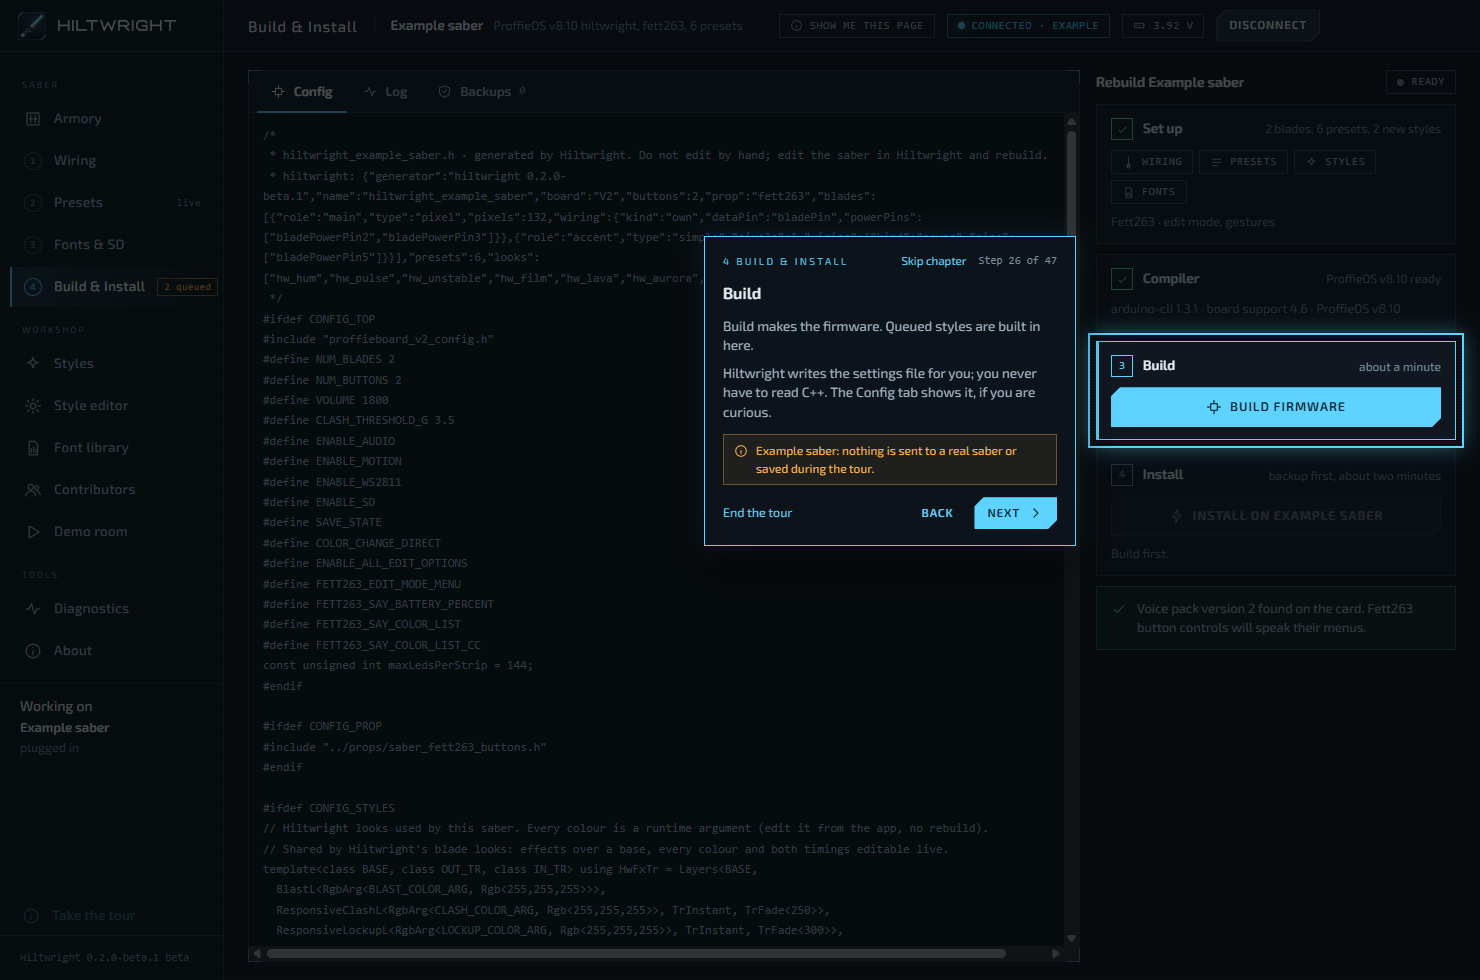 HILTWRIGHT
Build & Install
Example saber
ProffieOS v8.10 hiltwright, fett263, 6 presets
SHOW ME THIS PAGE
CONNECTED · EXAMPLE
3.92 V
DISCONNECT
SABER
Armory
1 Wiring
2 Presets live
3 Fonts & SD
4 Build & Install 2 queued
WORKSHOP
Styles
Style editor
Font library
Contributors
Demo room
TOOLS
Diagnostics
About
Working on
Example saber
plugged in
Take the tour
Hiltwright 0.2.0-beta.1 beta
Config
Log
Backups 0
/*
* hiltwright_example_saber.h · generated by Hiltwright. Do not edit by hand; edit the saber in Hiltwright and rebuild.
* hiltwright: {"generator":"hiltwright 0.2.0-
beta.1","name":"hiltwright_example_saber","board":"V2","buttons":2,"prop":"fett263","blades":
[{"role":"main","type":"pixel","pixels":132,"wiring":{"kind":"own","dataPin":"bladePin","powerPins":
["bladePowerPin2","bladePowerPin3"]}},{"role":"accent","type":
["bladePowerPin5"]}}],"presets":6,"looks":
["hw_hum","hw_pulse","hw_unstable","hw_film","hw_lava","hw_aurora",
*/
#ifdef CONFIG_TOP
#include "proffieboard_v2_config.h"
#define NUM_BLADES 2
#define NUM_BUTTONS 2
#define VOLUME 1800
#define CLASH_THRESHOLD_G 3.5
#define ENABLE_AUDIO
#define ENABLE_MOTION
#define ENABLE_WS2811
#define ENABLE_SD
#define SAVE_STATE
#define COLOR_CHANGE_DIRECT
#define ENABLE_ALL_EDIT_OPTIONS
#define FETT263_EDIT_MODE_MENU
#define FETT263_SAY_BATTERY_PERCENT
#define FETT263_SAY_COLOR_LIST
#define FETT263_SAY_COLOR_LIST_CC
const unsigned int maxLedsPerStrip = 144;
#endif
#ifdef CONFIG_PROP
#include "../props/saber_fett263_buttons.h"
#endif
#ifdef CONFIG_STYLES
// Hiltwright looks used by this saber. Every colour is a runtime argument (edit it from the app, no rebuild).
// Shared by Hiltwright's blade looks: effects over a base, every colour and both timings editable live.
template<class BASE, class OUT_TR, class IN_TR> using HwFxTr = Layers<BASE,
BlastL<RgbArg<BLAST_COLOR_ARG, Rgb<255,255,255>>>,
ResponsiveClashL<RgbArg<CLASH_COLOR_ARG, Rgb<255,255,255>>, TrInstant, TrFade<250>>,
ResponsiveLockupL<RgbArg<LOCKUP_COLOR_ARG, Rgb<255,255,255>>, TrInstant, TrFade<300>>,
4 BUILD & INSTALL
Skip chapter
Step 26 of 47
Build
Build makes the firmware. Queued styles are built in
here.
Hiltwright writes the settings file for you; you never
have to read C++. The Config tab shows it, if you are
curious.
Example saber: nothing is sent to a real saber or
saved during the tour.
End the tour
BACK
NEXT
Rebuild Example saber
READY
Set up
2 blades, 6 presets, 2 new styles
WIRING
PRESETS
STYLES
FONTS
Fett263 · edit mode, gestures
Compiler
ProffieOS v8.10 ready
arduino-cli 1.3.1 · board support 4.6 · ProffieOS v8.10
3 Build
about a minute
BUILD FIRMWARE
4 Install
backup first, about two minutes
INSTALL ON EXAMPLE SABER
Build first.
Voice pack version 2 found on the card. Fett263
button controls will speak their menus.